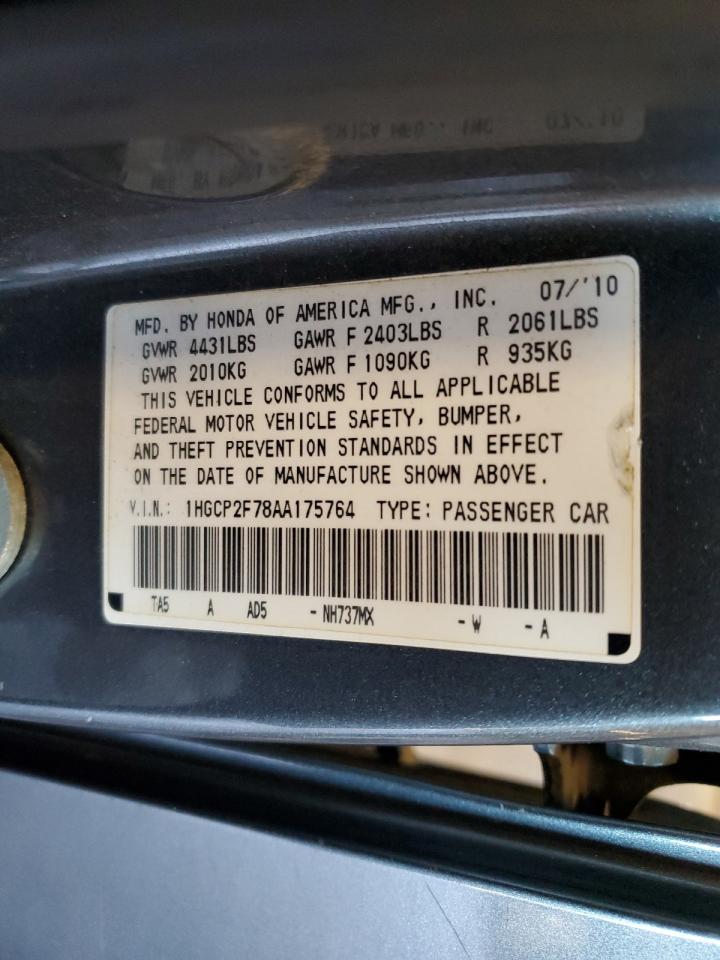 MFD. BY HONDA OF AMERICA MFG., INC. 07/'10
GVWR 4431LBS GAWR F 2403LBS R 2061LBS
GVWR 2010KG GAWR F 1090KG R 935KG
THIS VEHICLE CONFORMS TO ALL APPLICABLE
FEDERAL MOTOR VEHICLE SAFETY, BUMPER,
AND THEFT PREVENTION STANDARDS IN EFFECT
ON THE DATE OF MANUFACTURE SHOWN ABOVE.
V.I.N.: 1HGCP2F78AA175764 TYPE: PASSENGER CAR
TA5 A AD5 - NH737MX - W - A